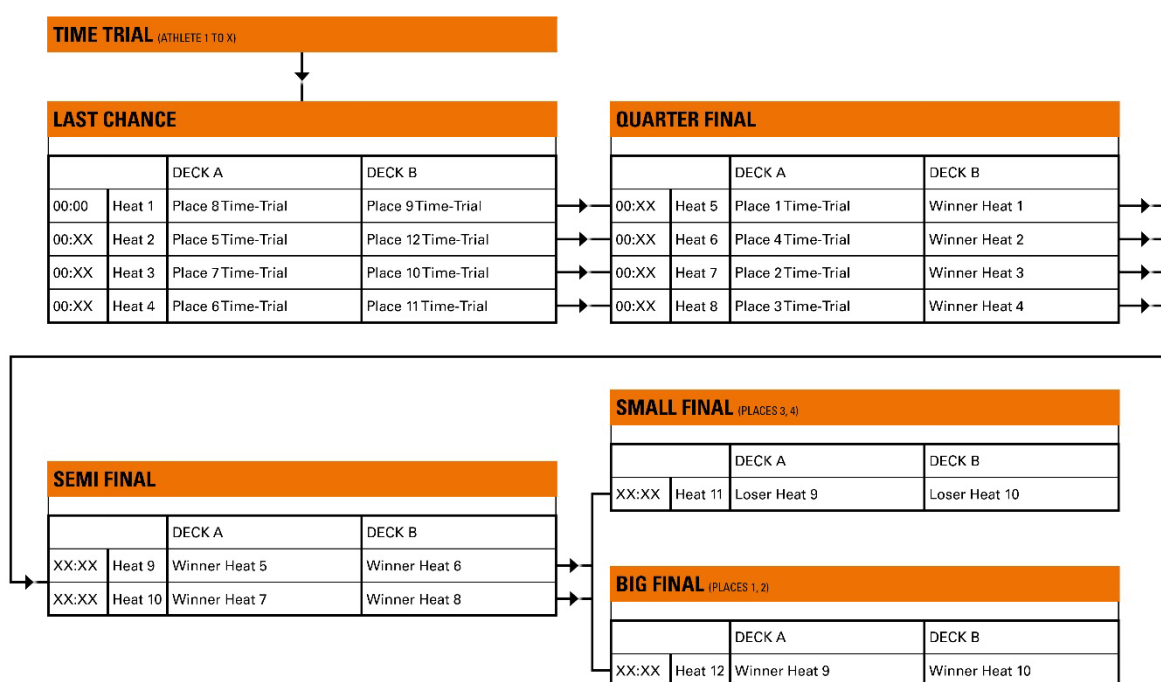 TIME TRIAL (ATHLETE 1 TO X)
LAST CHANCE
DECK A DECK B
00:00 Heat 1 Place 8 Time-Trial Place 9 Time-Trial
00:XX Heat 2 Place 5 Time-Trial Place 12 Time-Trial
00:XX Heat 3 Place 7 Time-Trial Place 10 Time-Trial
00:XX Heat 4 Place 6 Time-Trial Place 11 Time-Trial
QUARTER FINAL
DECK A DECK B
00:XX Heat 5 Place 1 Time-Trial Winner Heat 1
00:XX Heat 6 Place 4 Time-Trial Winner Heat 2
00:XX Heat 7 Place 2 Time-Trial Winner Heat 3
00:XX Heat 8 Place 3 Time-Trial Winner Heat 4
SEMI FINAL
DECK A DECK B
XX:XX Heat 9 Winner Heat 5 Winner Heat 6
XX:XX Heat 10 Winner Heat 7 Winner Heat 8
SMALL FINAL (PLACES 3, 4)
DECK A DECK B
XX:XX Heat 11 Loser Heat 9 Loser Heat 10
BIG FINAL (PLACES 1, 2)
DECK A DECK B
XX:XX Heat 12 Winner Heat 9 Winner Heat 10